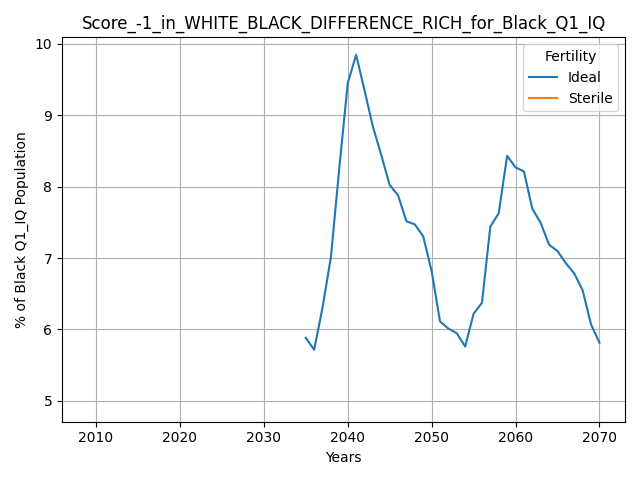 Score_-1_in_WHITE_BLACK_DIFFERENCE_RICH_for_Black_Q1_IQ
Fertility
Ideal
Sterile
% of Black Q1_IQ Population
10
9
8
7
6
5
2010 2020 2030 2040 2050 2060 2070
Years